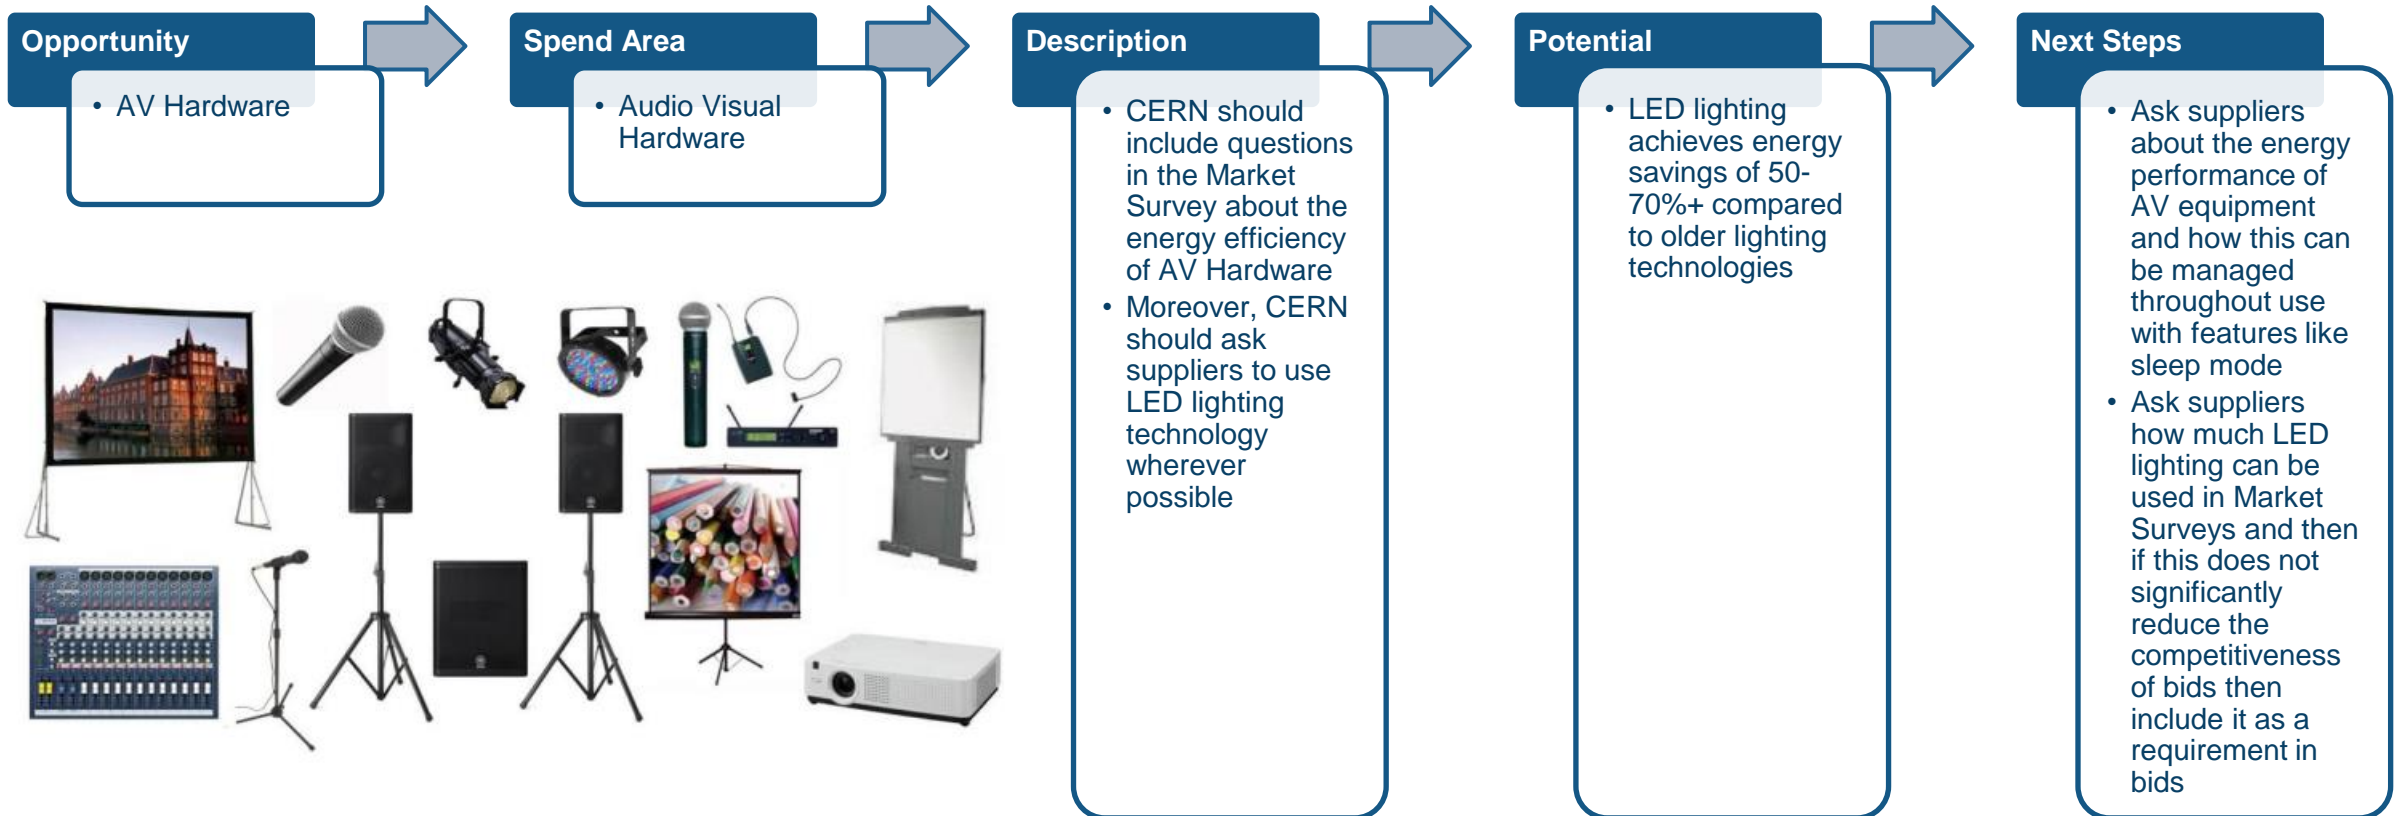 Opportunity
• AV Hardware
Spend Area
• Audio Visual
Hardware
Description
• CERN should
include questions
in the Market
Survey about the
energy efficiency
of AV Hardware
• Moreover, CERN
should ask
suppliers to use
LED lighting
technology
wherever
possible
Potential
• LED lighting
achieves energy
savings of 50-
70%+ compared
to older lighting
technologies
Next Steps
• Ask suppliers
about the energy
performance of
AV equipment
and how this can
be managed
throughout use
with features like
sleep mode
• Ask suppliers
how much LED
lighting can be
used in Market
Surveys and then
if this does not
significantly
reduce the
competitiveness
of bids then
include it as a
requirement in
bids